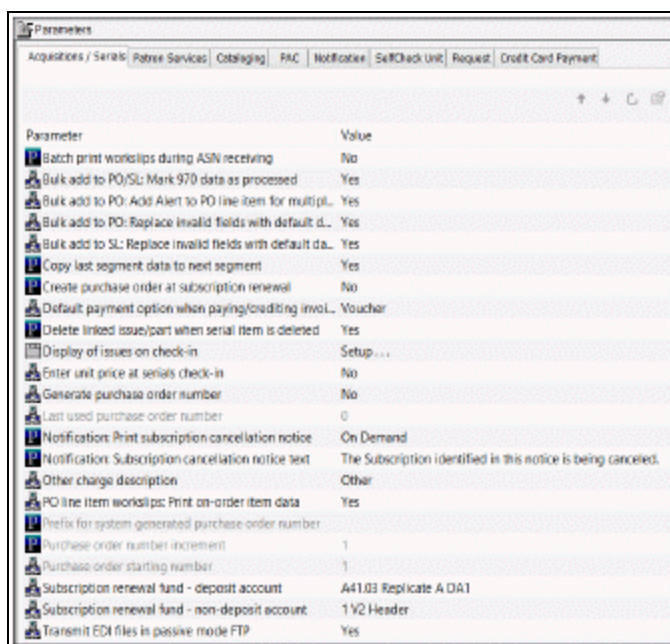 Parameters
Acquisitions / Serials Patron Services Cataloging PAC Notification SelfCheck Unit Request Credit Card Payment
Parameter Value
Batch print workslips during ASN receiving No
Bulk add to PO/SL: Mark 970 data as processed Yes
Bulk add to PO: Add Alert to PO line item for multipl... Yes
Bulk add to PO: Replace invalid fields with default d... Yes
Bulk add to SL: Replace invalid fields with default da... Yes
Copy last segment data to next segment Yes
Create purchase order at subscription renewal No
Default payment option when paying/crediting invoi... Voucher
Delete linked issue/part when serial item is deleted Yes
Display of issues on check-in Setup...
Enter unit price at serials check-in No
Generate purchase order number No
Last used purchase order number 0
Notification: Print subscription cancellation notice On Demand
Notification: Subscription cancellation notice text The Subscription identified in this notice is being canceled.
Other charge description Other
PO line item workslips: Print on-order item data Yes
Prefix for system generated purchase order number
Purchase order number increment 1
Purchase order starting number 1
Subscription renewal fund - deposit account A41.03 Replicate A DA1
Subscription renewal fund - non-deposit account 1 V2 Header
Transmit EDI files in passive mode FTP Yes